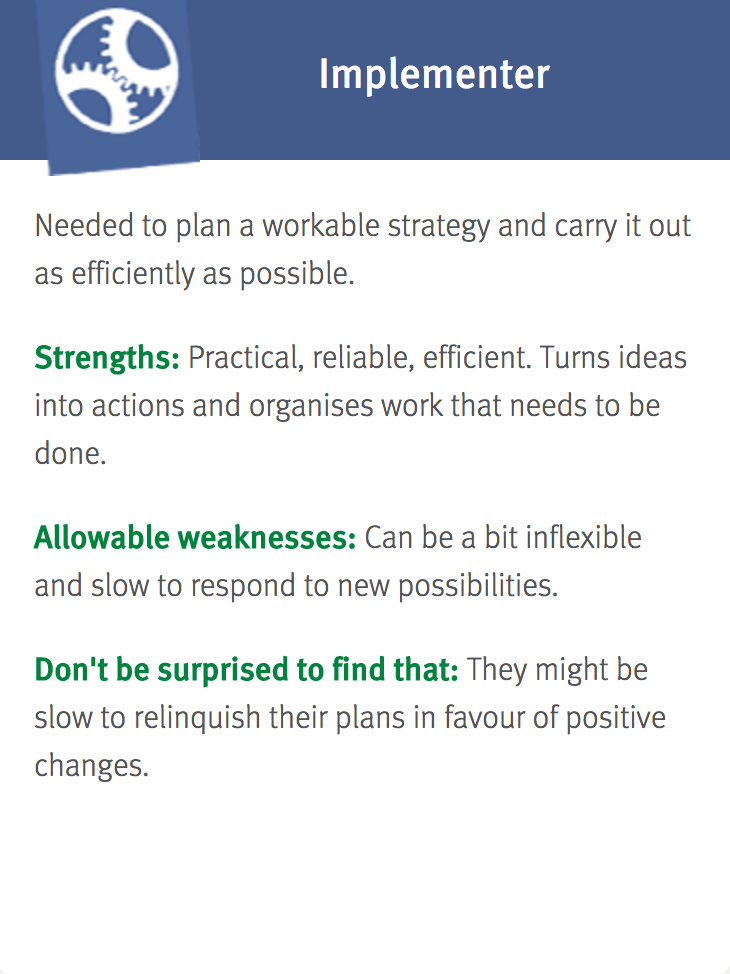 Implementer
Needed to plan a workable strategy and carry it out
as efficiently as possible.
Strengths: Practical, reliable, efficient. Turns ideas
into actions and organises work that needs to be
done.
Allowable weaknesses: Can be a bit inflexible
and slow to respond to new possibilities.
Don't be surprised to find that: They might be
slow to relinquish their plans in favour of positive
changes.